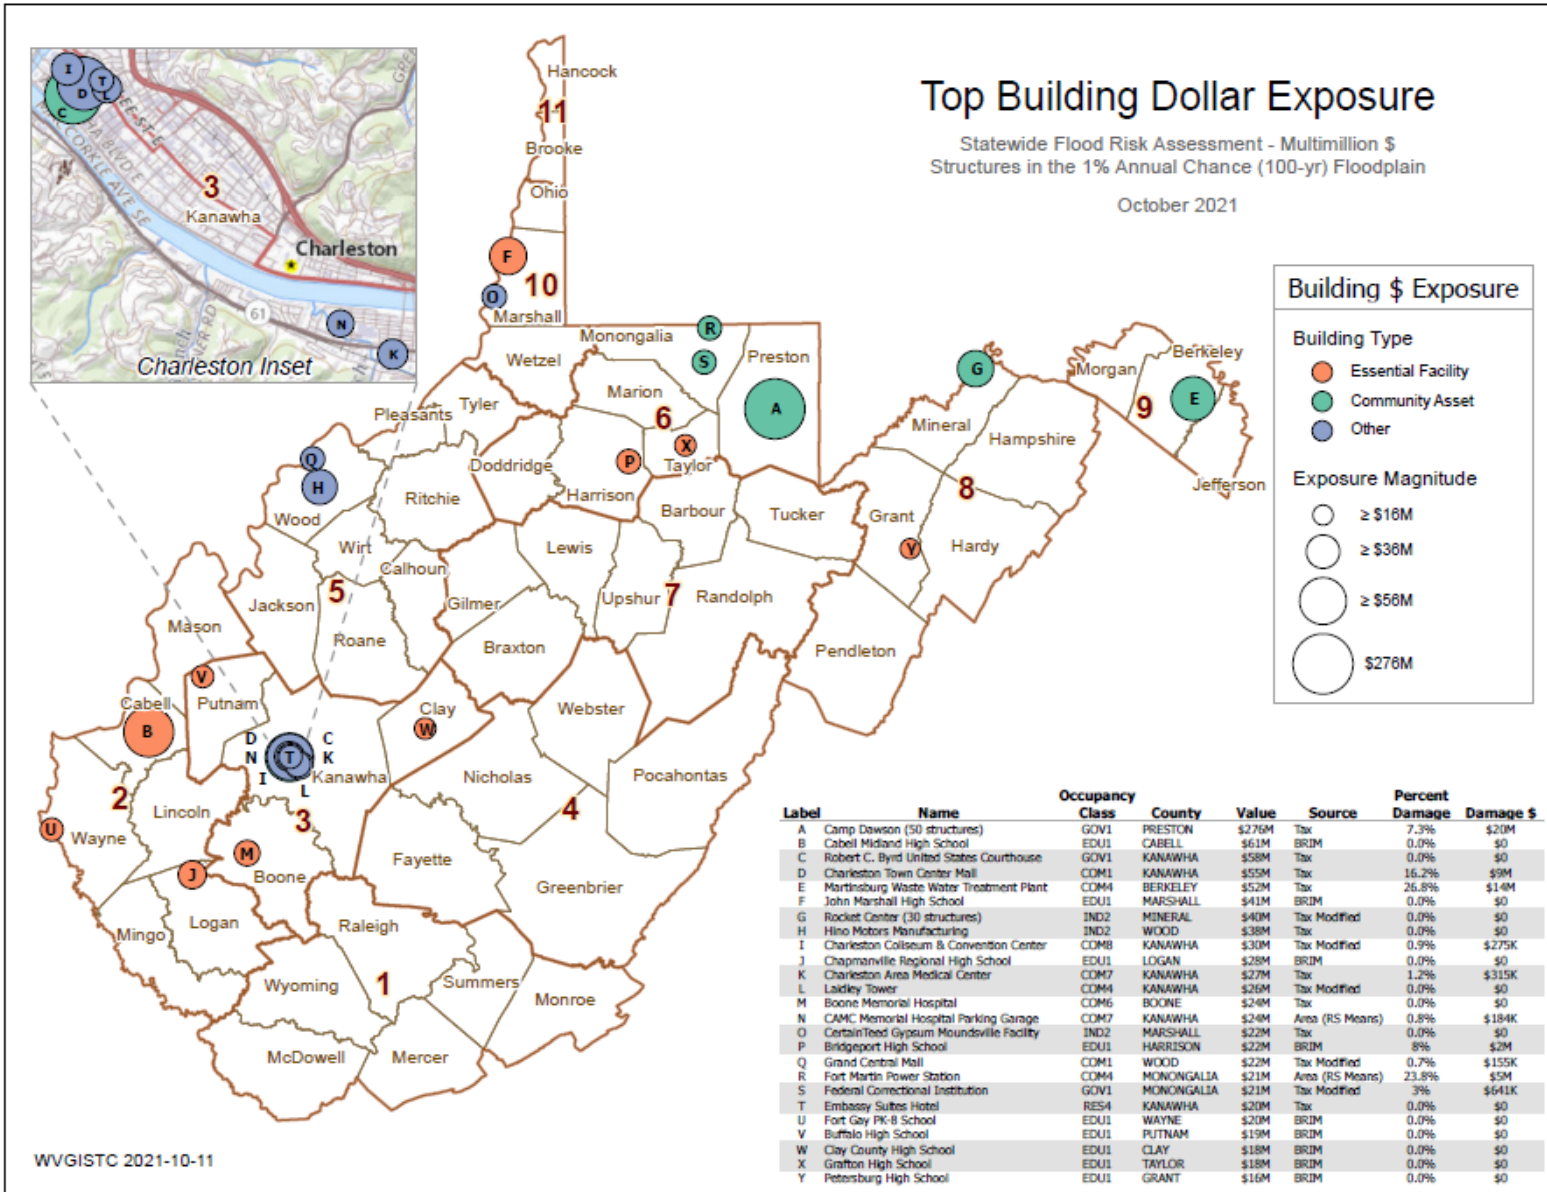 Top Building Dollar Exposure
Statewide Flood Risk Assessment - Multimillion $
Structures in the 1% Annual Chance (100-yr) Floodplain
October 2021
I
T
D
L
C
3
Kanawha
Charleston
61
N
K
Charleston Inset
MACCORKLE AVE SE
Hancock
11
Brooke
Ohio
F
10
O
Marshall
Wetzel
Monongalia
R
S
Preston
A
Marion
6
X
Taylor
P
Harrison
Doddridge
Tyler
Pleasants
Q
H
Wood
Ritchie
Wirt
Calhoun
5
Jackson
Roane
Gilmer
Lewis
Upshur
7
Randolph
Barbour
Tucker
Braxton
G
Mineral
Hampshire
8
Grant
Y
Hardy
Pendleton
Morgan
Berkeley
9
E
Jefferson
Mason
V
Putnam
Cabell
B
2
Lincoln
U
Wayne
D
C
N
T
K
I
L
Kanawha
3
Clay
W
Webster
Nicholas
4
Pocahontas
Fayette
Greenbrier
M
Boone
J
Logan
Mingo
Raleigh
1
Wyoming
Summers
Monroe
McDowell
Mercer
Building $ Exposure
Building Type
Essential Facility
Community Asset
Other
Exposure Magnitude
≥ $16M
≥ $36M
≥ $56M
$276M
Label Name Occupancy Class County Value Source Percent Damage Damage $
A Camp Dawson (50 structures) GOV1 PRESTON $276M Tax 7.3% $20M
B Cabell Midland High School EDU1 CABELL $61M BRIM 0.0% $0
C Robert C. Byrd United States Courthouse GOV1 KANAWHA $58M Tax 0.0% $0
D Charleston Town Center Mall COM1 KANAWHA $55M Tax 16.2% $9M
E Martinsburg Waste Water Treatment Plant COM4 BERKELEY $52M Tax 26.8% $14M
F John Marshall High School EDU1 MARSHALL $41M BRIM 0.0% $0
G Rocket Center (30 structures) IND2 MINERAL $40M Tax Modified 0.0% $0
H Hino Motors Manufacturing IND2 WOOD $38M Tax 0.0% $0
I Charleston Coliseum & Convention Center COM8 KANAWHA $30M Tax Modified 0.9% $275K
J Chapmanville Regional High School EDU1 LOGAN $28M BRIM 0.0% $0
K Charleston Area Medical Center COM7 KANAWHA $27M Tax 1.2% $315K
L Laidley Tower COM4 KANAWHA $26M Tax Modified 0.0% $0
M Boone Memorial Hospital COM6 BOONE $24M Tax 0.0% $0
N CAMC Memorial Hospital Parking Garage COM7 KANAWHA $24M Area (RS Means) 0.8% $184K
O CertainTeed Gypsum Moundsville Facility IND2 MARSHALL $22M Tax 0.0% $0
P Bridgeport High School EDU1 HARRISON $22M BRIM 8% $2M
Q Grand Central Mall COM1 WOOD $22M Tax Modified 0.7% $155K
R Fort Martin Power Station COM4 MONONGALIA $21M Area (RS Means) 23.8% $5M
S Federal Correctional Institution GOV1 MONONGALIA $21M Tax Modified 3% $641K
T Embassy Suites Hotel RES4 KANAWHA $20M Tax 0.0% $0
U Fort Gay PK-8 School EDU1 WAYNE $20M BRIM 0.0% $0
V Buffalo High School EDU1 PUTNAM $19M BRIM 0.0% $0
W Clay County High School EDU1 CLAY $18M BRIM 0.0% $0
X Grafton High School EDU1 TAYLOR $18M BRIM 0.0% $0
Y Petersburg High School EDU1 GRANT $16M BRIM 0.0% $0
WVGISTC 2021-10-11